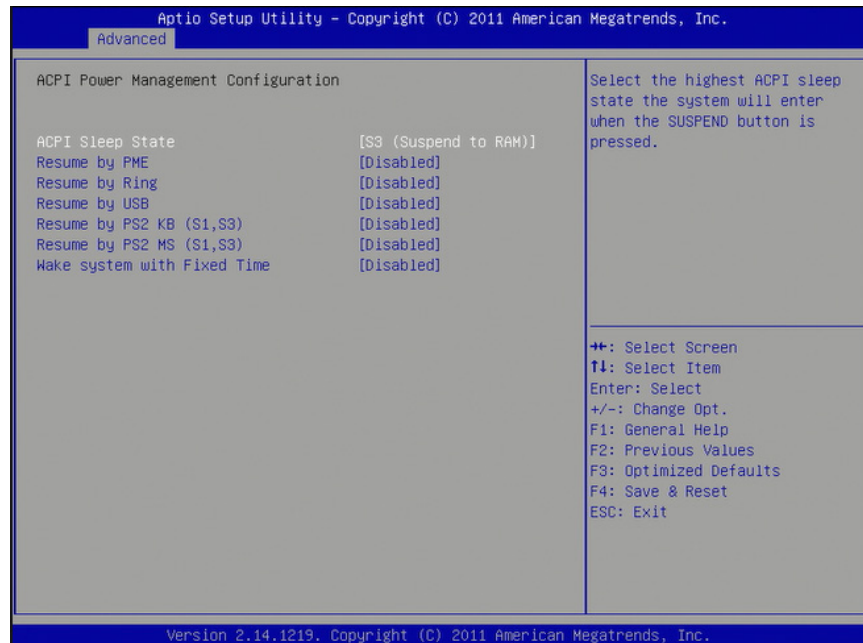 Aptio Setup Utility – Copyright (C) 2011 American Megatrends, Inc.
Advanced
ACPI Power Management Configuration
ACPI Sleep State [S3 (Suspend to RAM)]
Resume by PME [Disabled]
Resume by Ring [Disabled]
Resume by USB [Disabled]
Resume by PS2 KB (S1,S3) [Disabled]
Resume by PS2 MS (S1,S3) [Disabled]
Wake system with Fixed Time [Disabled]
Select the highest ACPI sleep
state the system will enter
when the SUSPEND button is
pressed.
→←: Select Screen
↑↓: Select Item
Enter: Select
+/-: Change Opt.
F1: General Help
F2: Previous Values
F3: Optimized Defaults
F4: Save & Reset
ESC: Exit
Version 2.14.1219. Copyright (C) 2011 American Megatrends, Inc.